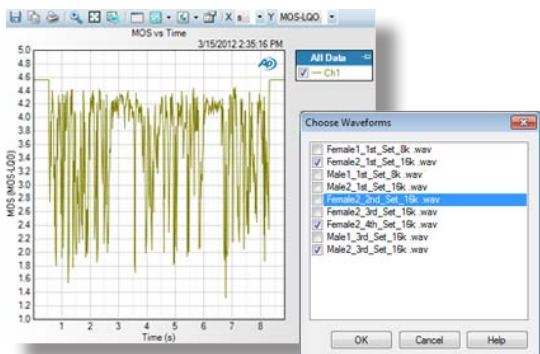 X s Y MOS-LQO
MOS vs Time
3/15/2012 2:35:16 PM
AP
All Data
Ch1
MOS (MOS-LQO)
5.0
4.8
4.6
4.4
4.2
4.0
3.8
3.6
3.4
3.2
3.0
2.8
2.6
2.4
2.2
2.0
1.8
1.6
1.4
1.2
1.0
1 2 3 4 5 6 7 8
Time (s)
Choose Waveforms
Female1_1st_Set_8k .wav
Female2_1st_Set_16k .wav
Male1_1st_Set_8k .wav
Male2_1st_Set_16k .wav
Female2_2nd_Set_16k .wav
Female2_3rd_Set_16k .wav
Female2_4th_Set_16k .wav
Male1_3rd_Set_16k .wav
Male2_3rd_Set_16k .wav
OK Cancel Help